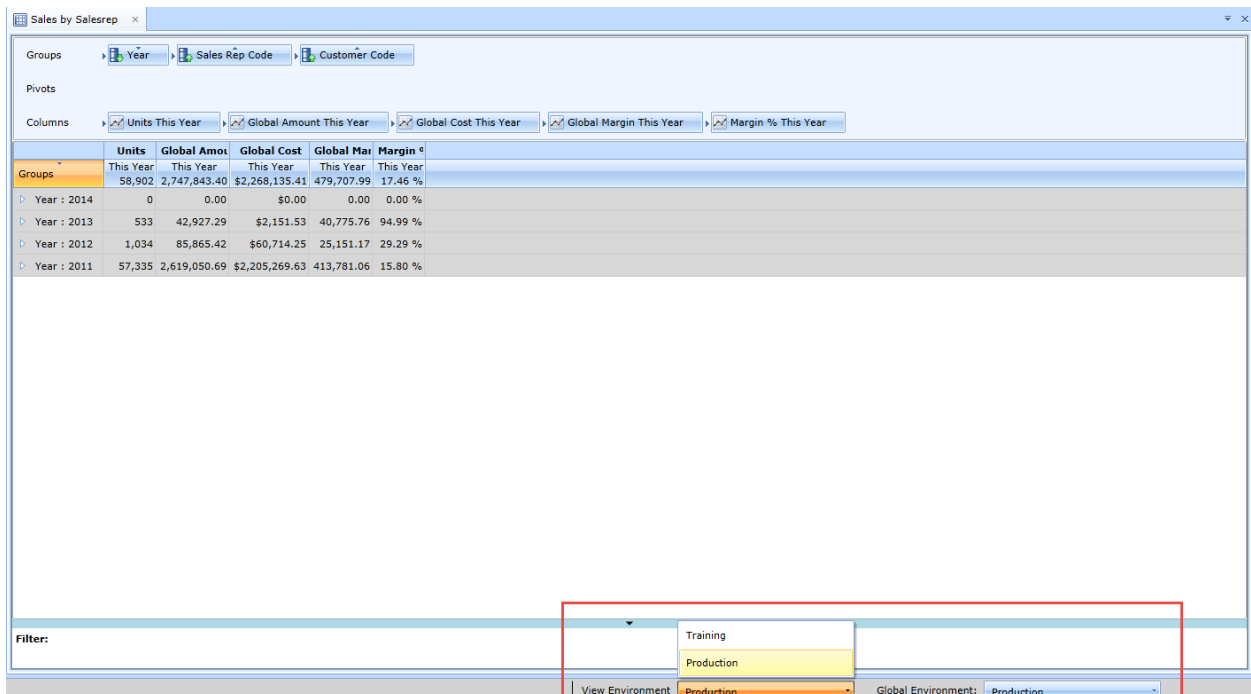 Sales by Salesrep
Groups Year Sales Rep Code Customer Code
Pivots
Columns Units This Year Global Amount This Year Global Cost This Year Global Margin This Year Margin % This Year
Units Global Amou Global Cost Global Mar Margin %
Groups This Year This Year This Year This Year This Year
58,902 2,747,843.40 $2,268,135.41 479,707.99 17.46 %
Year : 2014 0 0.00 $0.00 0.00 0.00 %
Year : 2013 533 42,927.29 $2,151.53 40,775.76 94.99 %
Year : 2012 1,034 85,865.42 $60,714.25 25,151.17 29.29 %
Year : 2011 57,335 2,619,050.69 $2,205,269.63 413,781.06 15.80 %
Filter:
Training
Production
View Environment Production Global Environment: Production